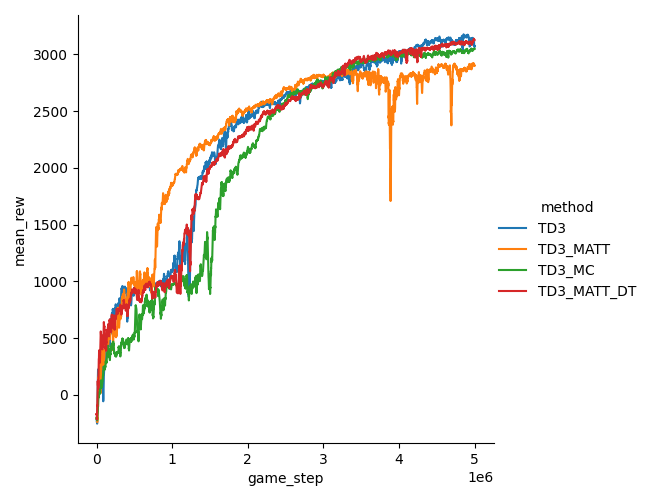 3000
2500
2000
1500
1000
500
0
mean_rew
0 1 2 3 4 5
1e6
game_step
method
TD3
TD3_MATT
TD3_MC
TD3_MATT_DT